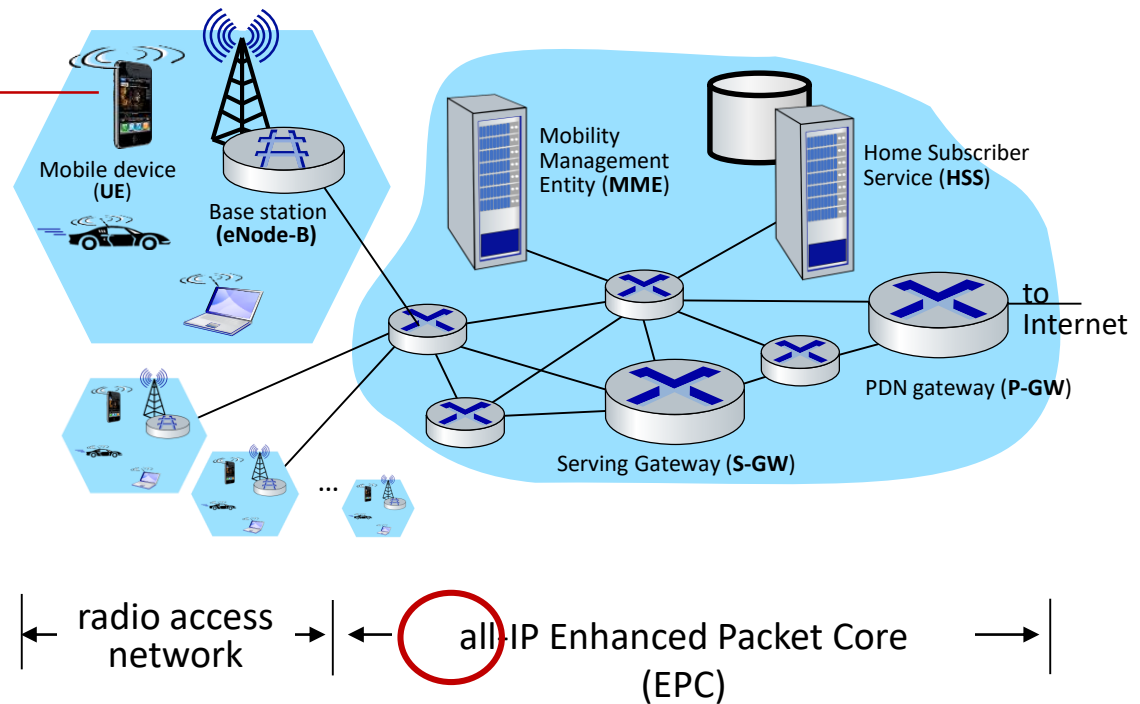 Mobile device
(UE)
Base station
(eNode-B)
Mobility
Management
Entity (MME)
Home Subscriber
Service (HSS)
to
Internet
PDN gateway (P-GW)
Serving Gateway (S-GW)
...
radio access
network
all-IP Enhanced Packet Core
(EPC)